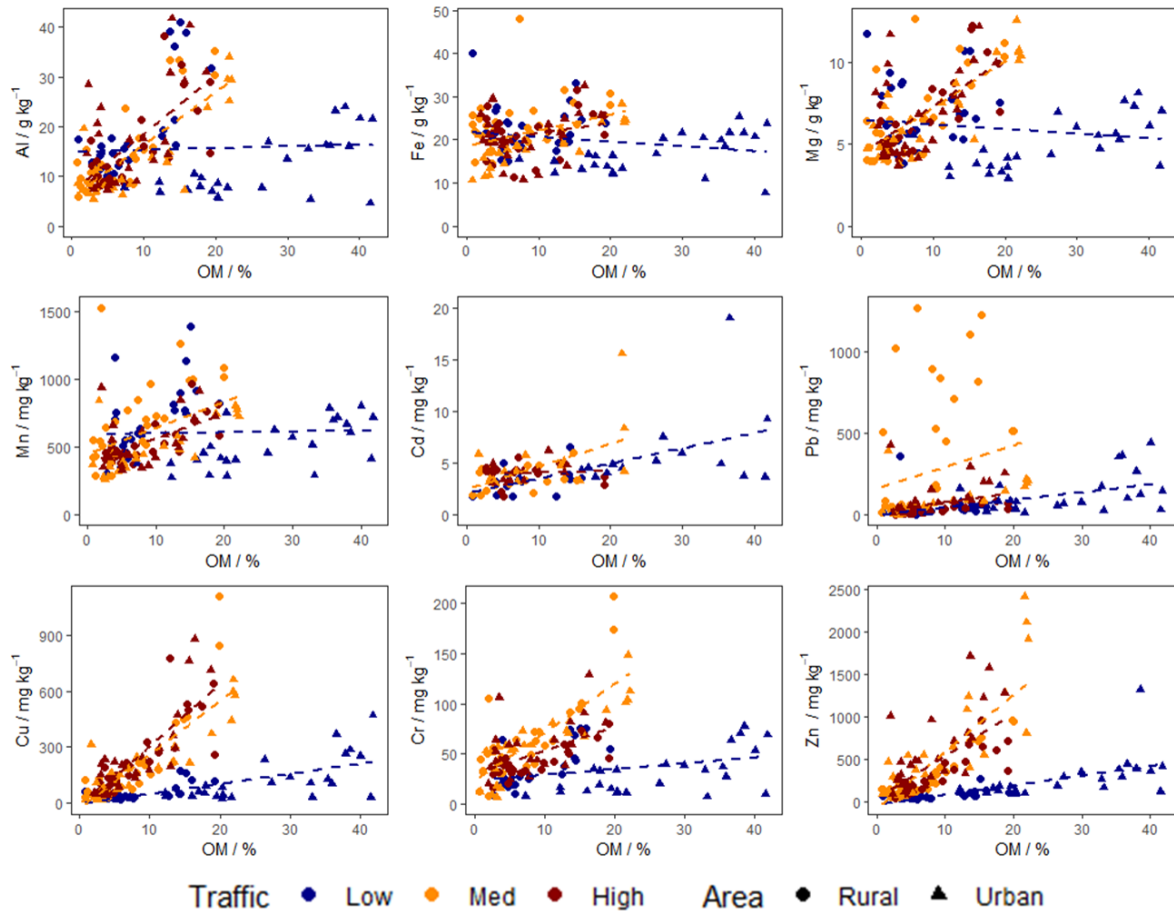 40
30
20
10
0
Al / g kg⁻¹
0 10 20 30 40
OM / %
60
50
40
30
20
10
0
Fe / g kg⁻¹
0 10 20 30 40
OM / %
10
5
0
Mg / g kg⁻¹
0 10 20 30 40
OM / %
1500
1000
500
0
Mn / mg kg⁻¹
0 10 20 30 40
OM / %
20
15
10
5
0
Cd / mg kg⁻¹
0 10 20 30 40
OM / %
1000
500
0
Pb / mg kg⁻¹
0 10 20 30 40
OM / %
900
600
300
0
Cu / mg kg⁻¹
0 10 20 30 40
OM / %
200
150
100
50
0
Cr / mg kg⁻¹
0 10 20 30 40
OM / %
2500
2000
1500
1000
500
0
Zn / mg kg⁻¹
0 10 20 30 40
OM / %
Traffic Low Med High Area Rural Urban